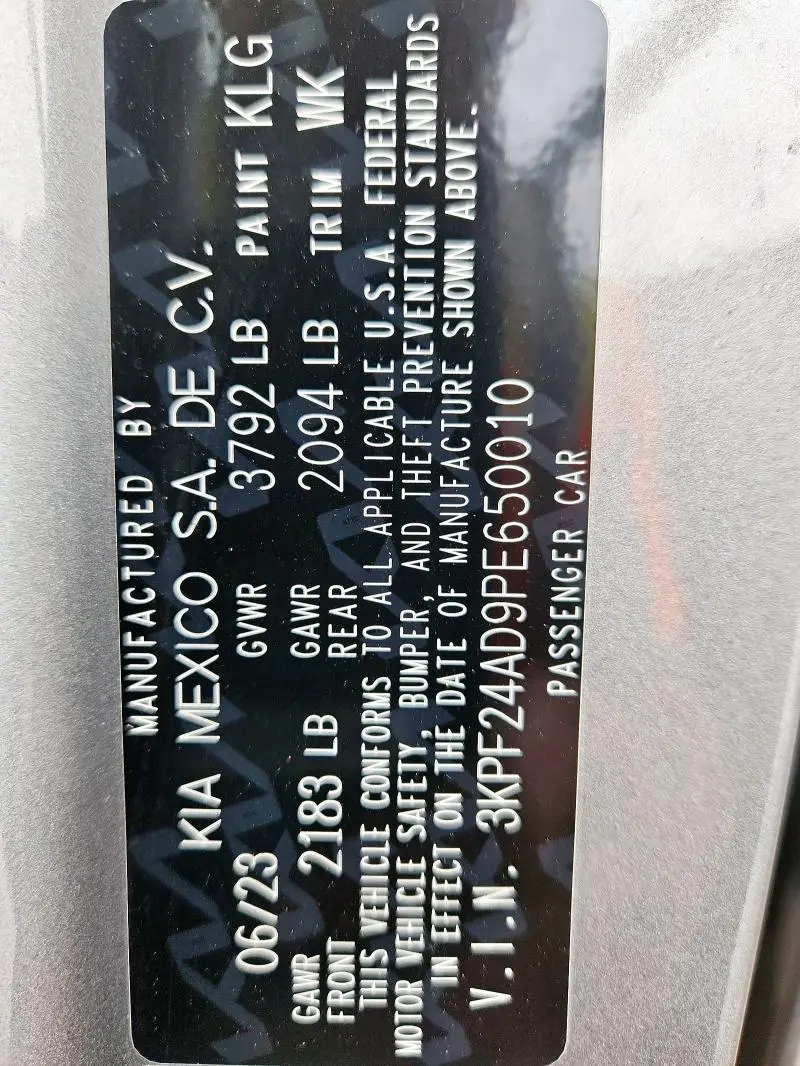 MANUFACTURED BY
KIA MEXICO S.A. DE C.V.
06/23 GVWR 3792 LB PAINT KLG
GAWR FRONT 2183 LB GAWR REAR 2094 LB TRIM WK
THIS VEHICLE CONFORMS TO ALL APPLICABLE U.S.A. FEDERAL
MOTOR VEHICLE SAFETY, BUMPER, AND THEFT PREVENTION STANDARDS
IN EFFECT ON THE DATE OF MANUFACTURE SHOWN ABOVE.
V.I.N. 3KPF24AD9PE650010
PASSENGER CAR